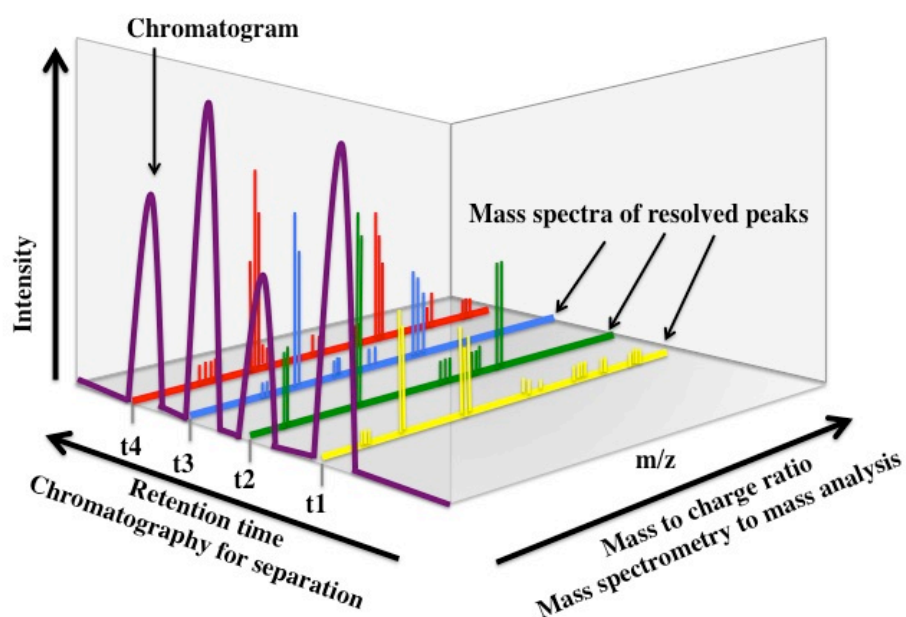 Chromatogram
Intensity
Mass spectra of resolved peaks
t4
t3
t2
t1
Retention time
Chromatography for separation
m/z
Mass to charge ratio
Mass spectrometry to mass analysis